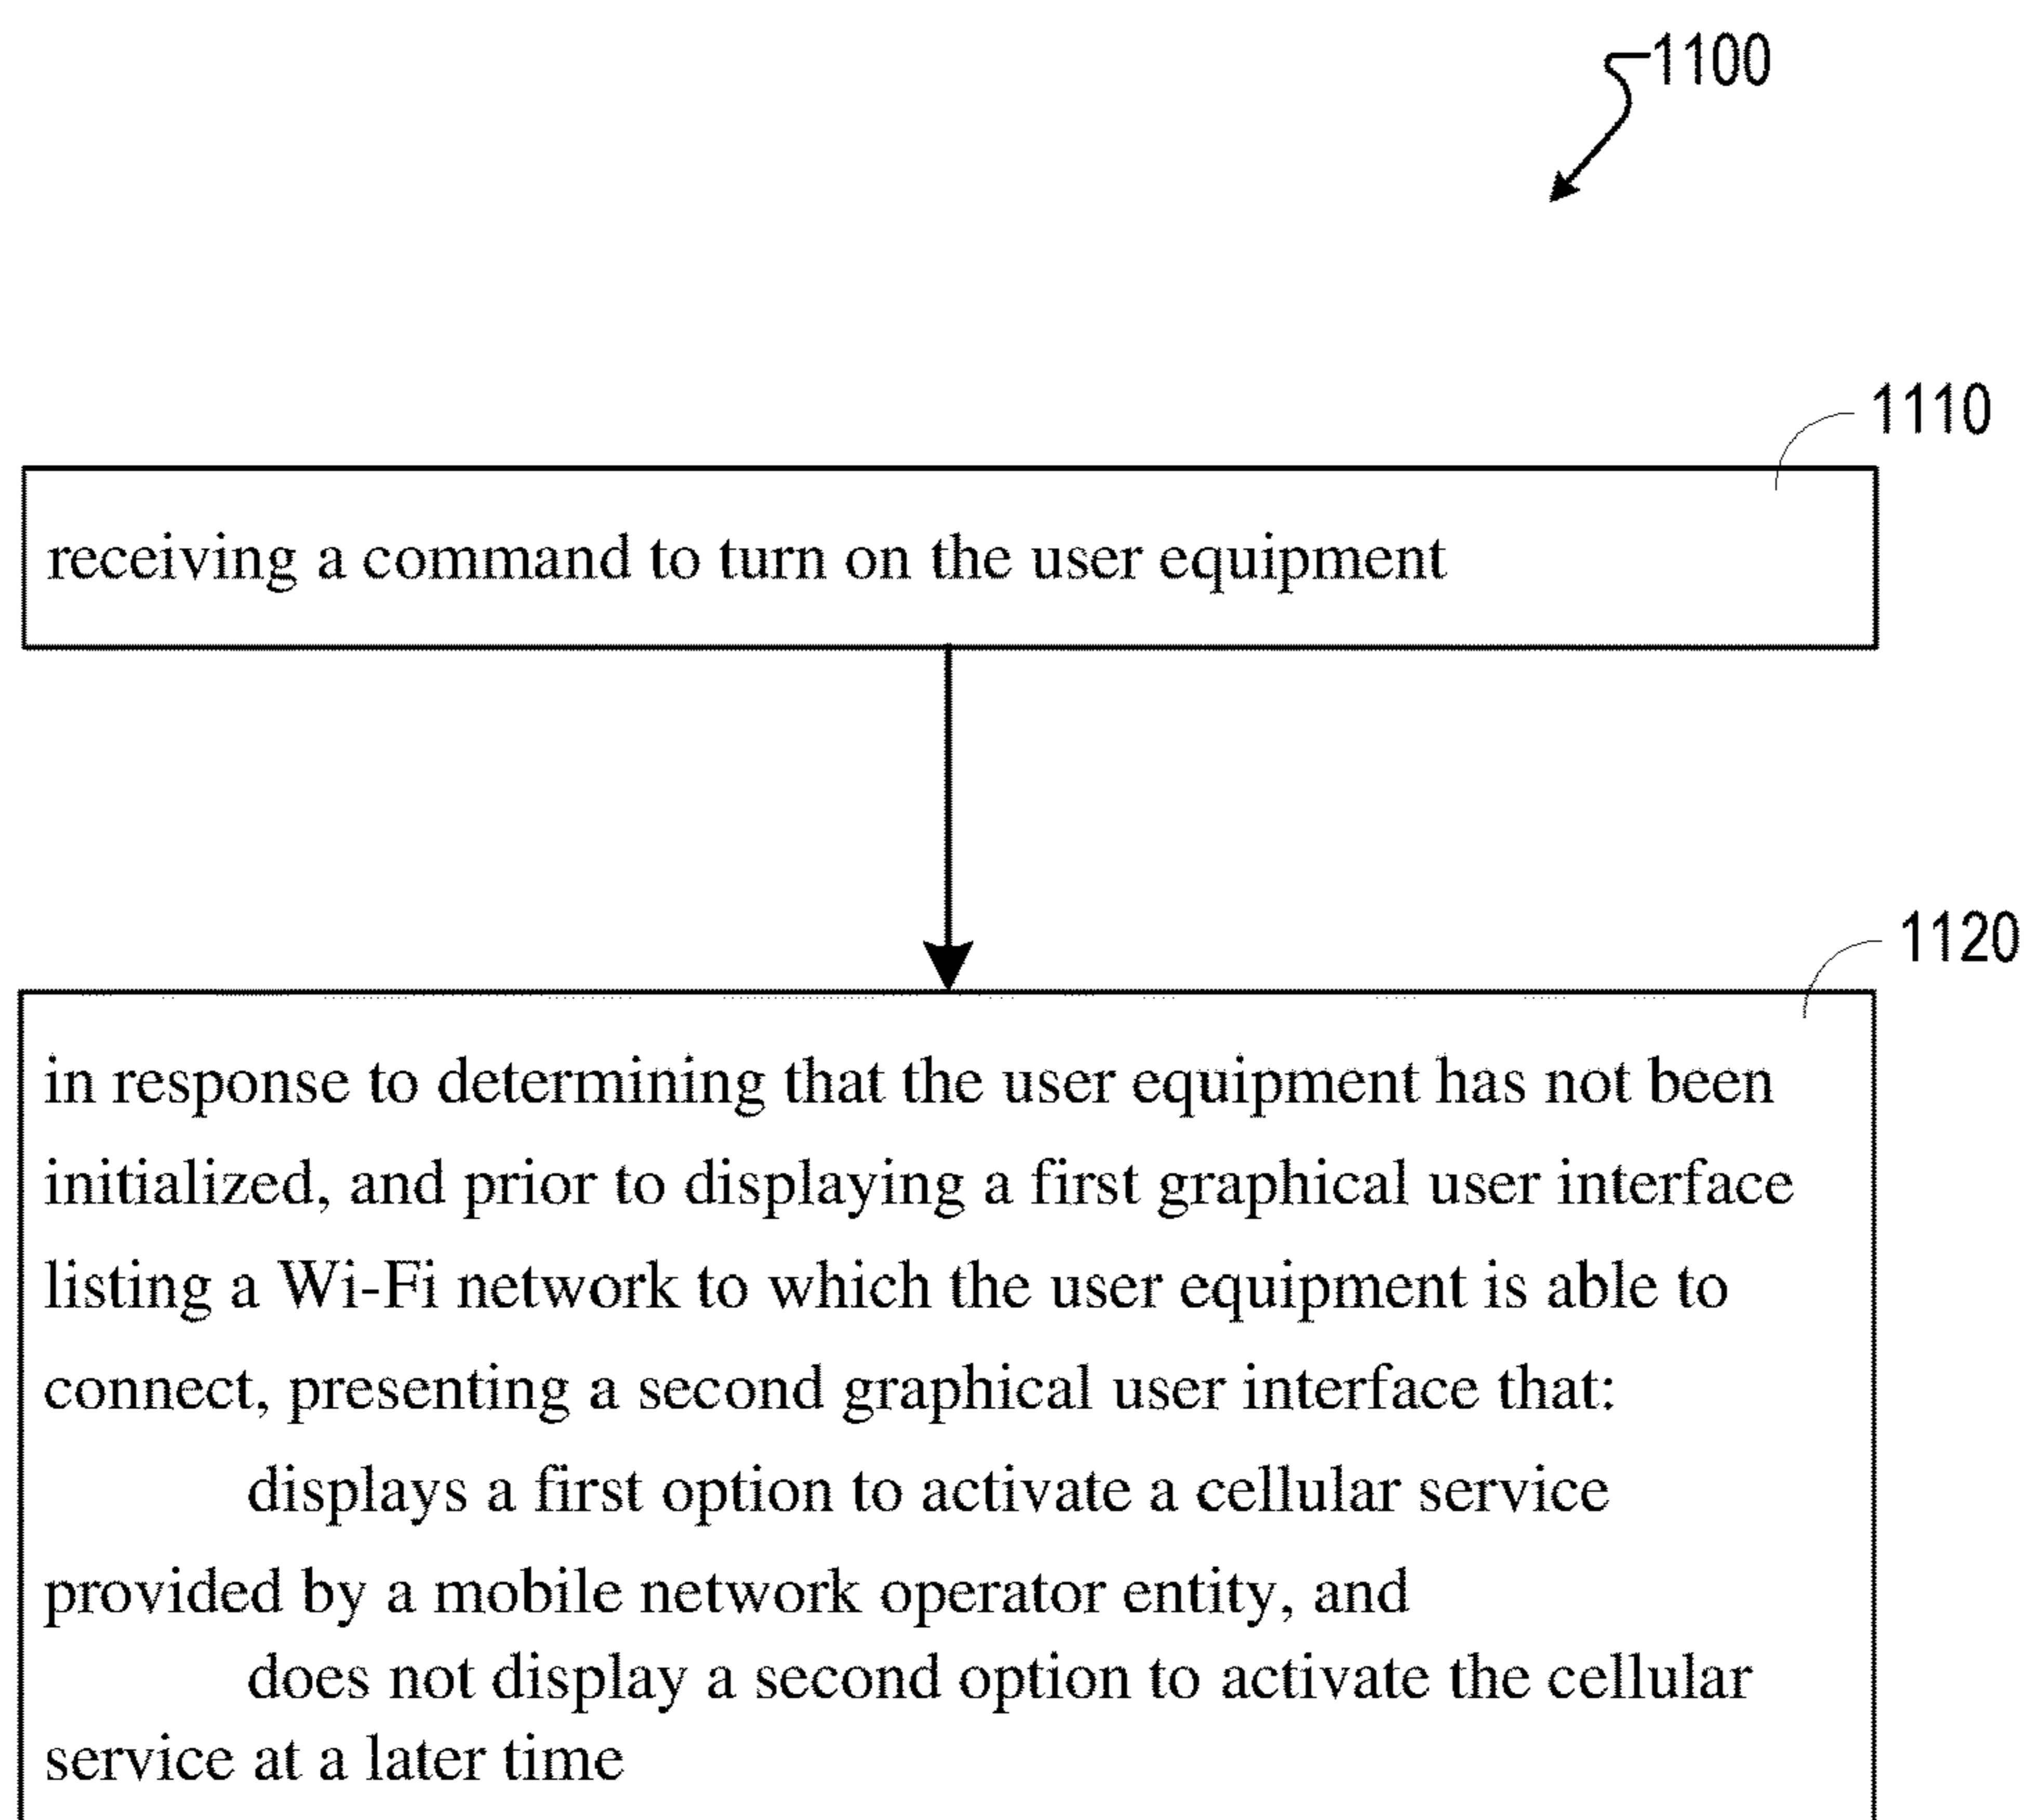 1100
1110
receiving a command to turn on the user equipment
1120
in response to determining that the user equipment has not been
initialized, and prior to displaying a first graphical user interface
listing a Wi-Fi network to which the user equipment is able to
connect, presenting a second graphical user interface that:
displays a first option to activate a cellular service
provided by a mobile network operator entity, and
does not display a second option to activate the cellular
service at a later time